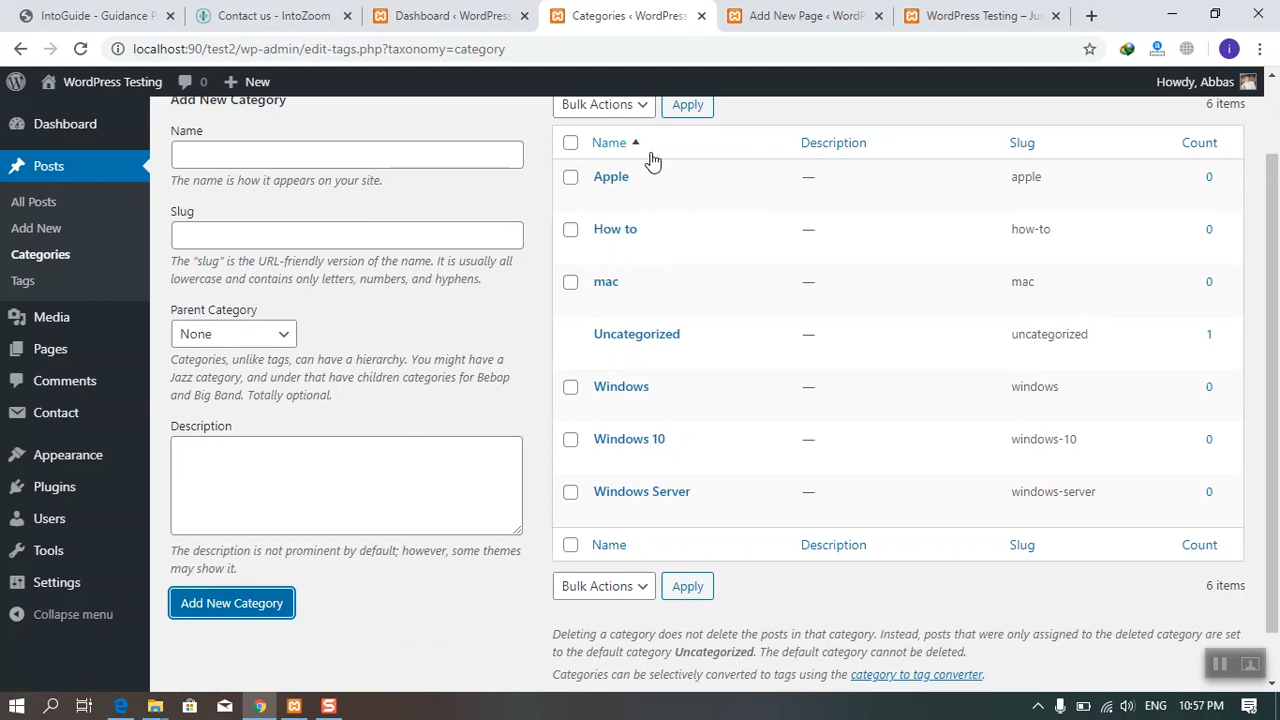 IntoGuide - Guidance P
Contact us - IntoZoom
Dashboard ‹ WordPress
Categories ‹ WordPress
Add New Page ‹ WordP
WordPress Testing – Jus
localhost:90/test2/wp-admin/edit-tags.php?taxonomy=category
i
WordPress Testing
0
New
Howdy, Abbas
Dashboard
Posts
All Posts
Add New
Categories
Tags
Media
Pages
Comments
Contact
Appearance
Plugins
Users
Tools
Settings
Collapse menu
Add New Category
Name
The name is how it appears on your site.
Slug
The “slug” is the URL-friendly version of the name. It is usually all
lowercase and contains only letters, numbers, and hyphens.
Parent Category
None
Categories, unlike tags, can have a hierarchy. You might have a
Jazz category, and under that have children categories for Bebop
and Big Band. Totally optional.
Description
The description is not prominent by default; however, some themes
may show it.
Add New Category
Bulk Actions
Apply
6 items
Name Description Slug Count
Apple — apple 0
How to — how-to 0
mac — mac 0
Uncategorized — uncategorized 1
Windows — windows 0
Windows 10 — windows-10 0
Windows Server — windows-server 0
Name Description Slug Count
Bulk Actions
Apply
6 items
Deleting a category does not delete the posts in that category. Instead, posts that were only assigned to the deleted category are set
to the default category Uncategorized. The default category cannot be deleted.
Categories can be selectively converted to tags using the category to tag converter.
ENG
10:57 PM